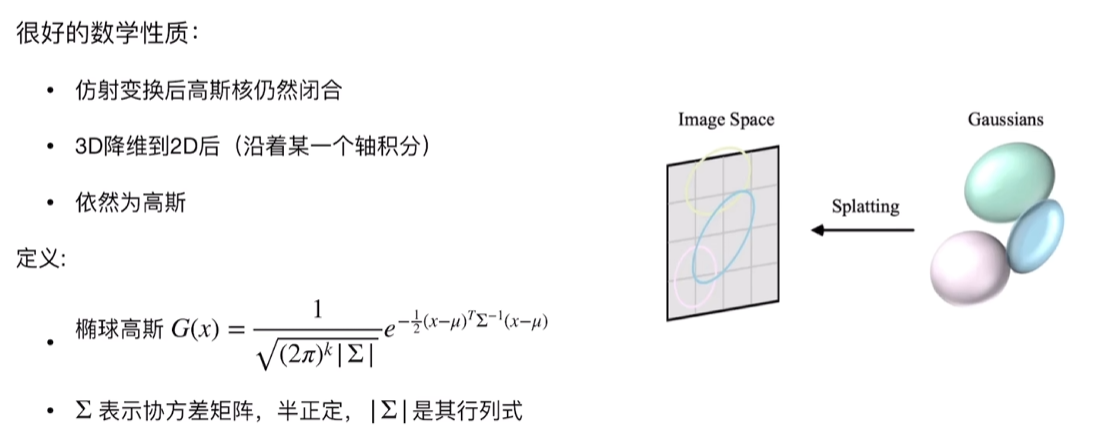 很好的数学性质：
• 仿射变换后高斯核仍然闭合
• 3D降维到2D后（沿着某一个轴积分）
• 依然为高斯
定义:
• 椭球高斯 $G(x) = \frac{1}{\sqrt{(2\pi)^k|\Sigma|}} e^{-\frac{1}{2}(x-\mu)^T\Sigma^{-1}(x-\mu)}$
• Σ 表示协方差矩阵，半正定，|Σ|是其行列式
Image Space
Gaussians
Splatting